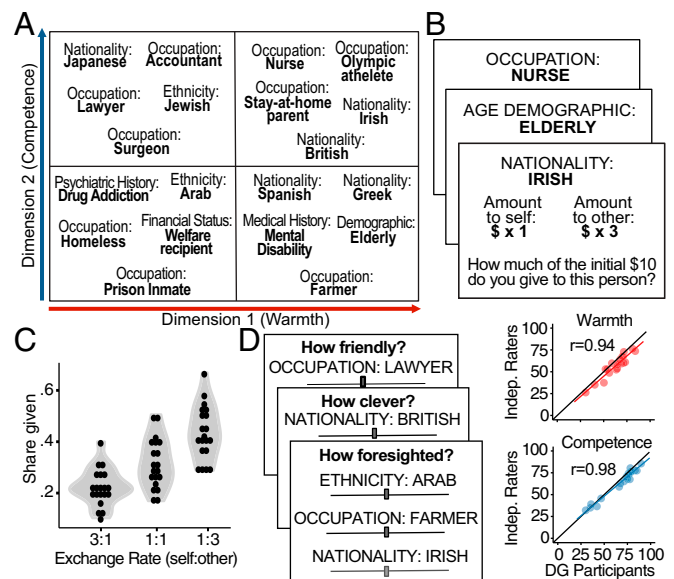 A
Dimension 2 (Competence)
Nationality:
Japanese
Occupation:
Accountant
Occupation:
Lawyer
Ethnicity:
Jewish
Occupation:
Surgeon
Occupation:
Nurse
Occupation:
Olympic
athelete
Occupation:
Stay-at-home
parent
Nationality:
Irish
Nationality:
British
Psychiatric History:
Drug Addiction
Ethnicity:
Arab
Occupation:
Homeless
Financial Status:
Welfare
recipient
Occupation:
Prison Inmate
Nationality:
Spanish
Nationality:
Greek
Medical History:
Mental
Disability
Demographic:
Elderly
Occupation:
Farmer
Dimension 1 (Warmth)
B
OCCUPATION:
NURSE
AGE DEMOGRAPHIC:
ELDERLY
NATIONALITY:
IRISH
Amount
to self:
$ x 1
Amount
to other:
$ x 3
How much of the initial $10
do you give to this person?
C
Share given
.6
.4
.2
3:1 1:1 1:3
Exchange Rate (self:other)
D
How friendly?
OCCUPATION: LAWYER
How clever?
NATIONALITY: BRITISH
How foresighted?
ETHNICITY: ARAB
OCCUPATION: FARMER
NATIONALITY: IRISH
Warmth
r=0.94
Indep. Raters
100
75
50
25
0
Competence
r=0.98
Indep. Raters
100
75
50
25
0
0 25 50 75 100
DG Participants